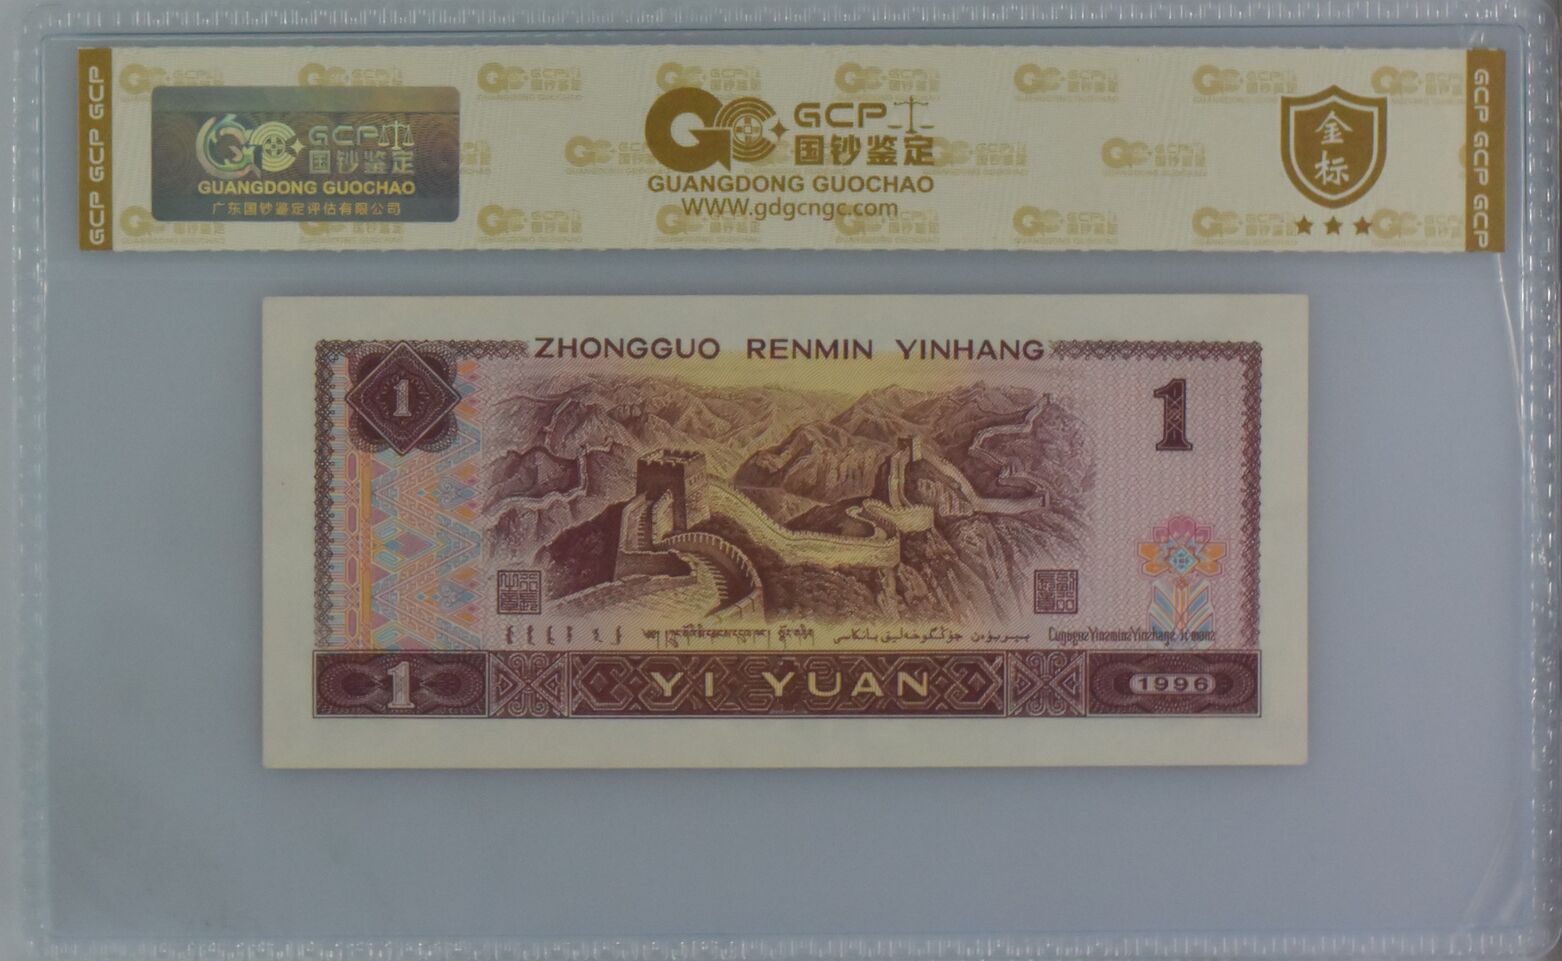 GCP GCP GCP
GCP
国钞鉴定
GUANGDONG GUOCHAO
广东国钞鉴定评估有限公司
GCP
国钞鉴定
GUANGDONG GUOCHAO
WWW.gdgcngc.com
金标
GCP GCP GCP
ZHONGGUO RENMIN YINHANG
1
1
1
YI YUAN
1996